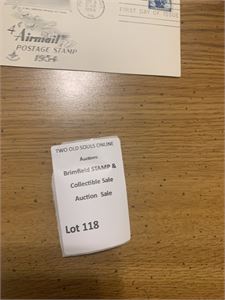 FIRST DAY OF ISSUE
4¢ Airmail
POSTAGE STAMP
1954
TWO OLD SOULS ONLINE
Auctions
Brimfield STAMP &
Collectible Sale
Auction Sale
Lot 118